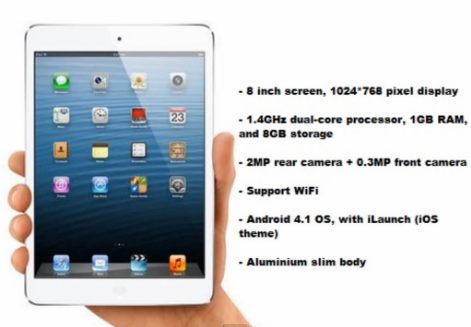 23
- 8 inch screen, 1024*768 pixel display
- 1.4GHz dual-core processor, 1GB RAM,
and 8GB storage
- 2MP rear camera + 0.3MP front camera
- Support WiFi
- Android 4.1 OS, with iLaunch (iOS
theme)
- Aluminium slim body